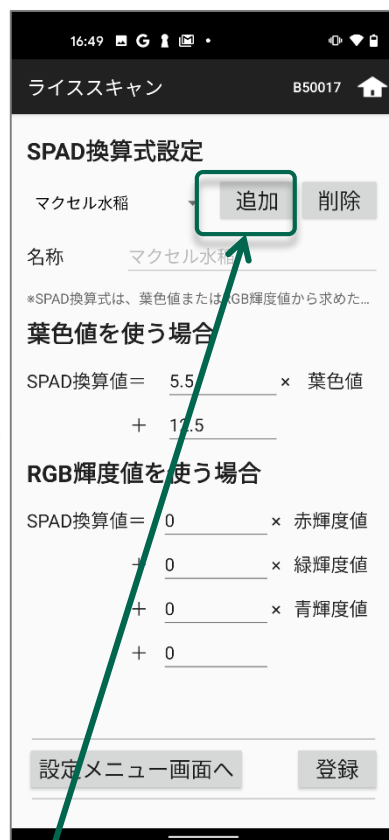 16:49
ライススキャン B50017
SPAD換算式設定
マクセル水稲 追加 削除
名称 マクセル水稲
※SPAD換算式は、葉色値またはRGB輝度値から求めた…
葉色値を使う場合
SPAD換算値＝ 5.5 × 葉色値
＋ 12.5
RGB輝度値を使う場合
SPAD換算値＝ 0 × 赤輝度値
＋ 0 × 緑輝度値
＋ 0 × 青輝度値
＋ 0
設定メニュー画面へ 登録